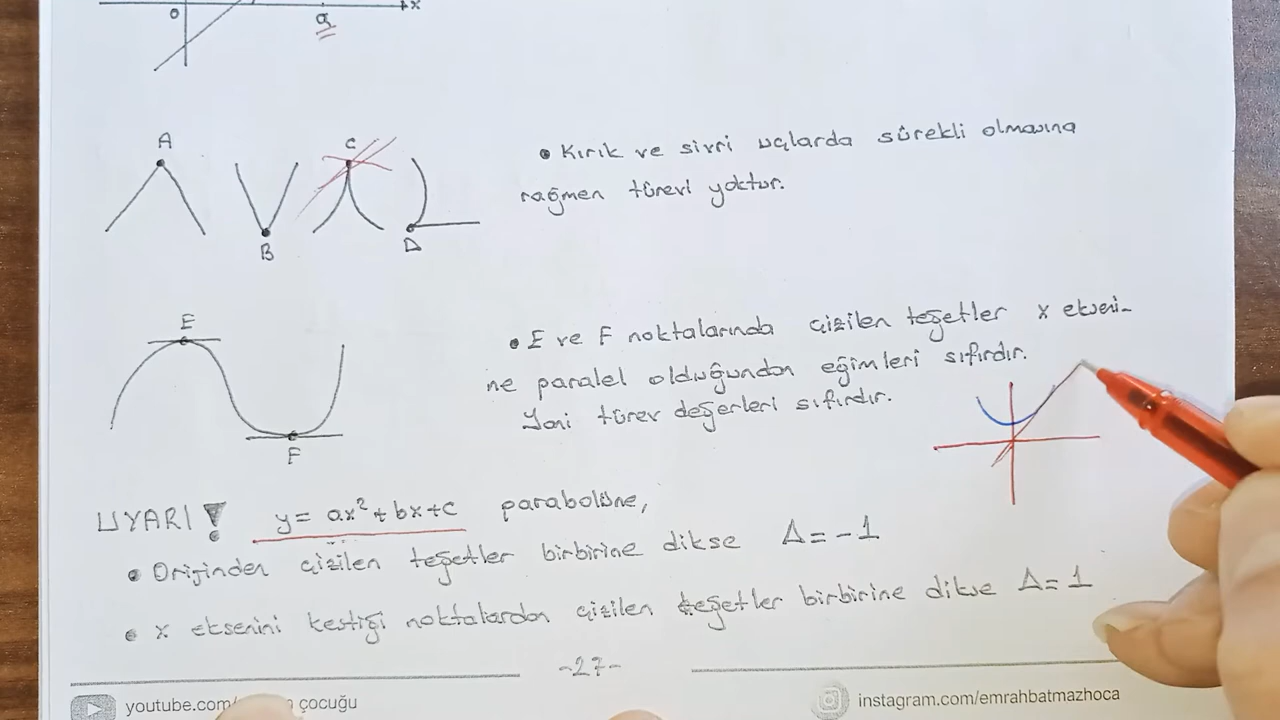 0 a x
A
C
B
D
• Kırık ve sivri uçlarda sürekli olmasına
rağmen türevi yoktur.
E
F
• E ve F noktalarında çizilen teğetler x ekseni-
ne paralel olduğundan eğimleri sıfırdır.
Yani türev değerleri sıfırdır.
UYARI! y= ax²+bx+c parabolüne,
• Orijinden çizilen teğetler birbirine dikse Δ=-1
• x eksenini kestiği noktalardan çizilen teğetler birbirine dikse Δ=1
-27-
youtube.com/ çocuğu
instagram.com/emrahbatmazhoca